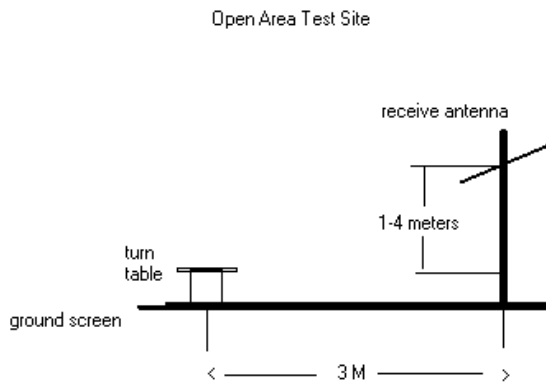 Open Area Test Site
receive antenna
1-4 meters
turn
table
ground screen
3 M